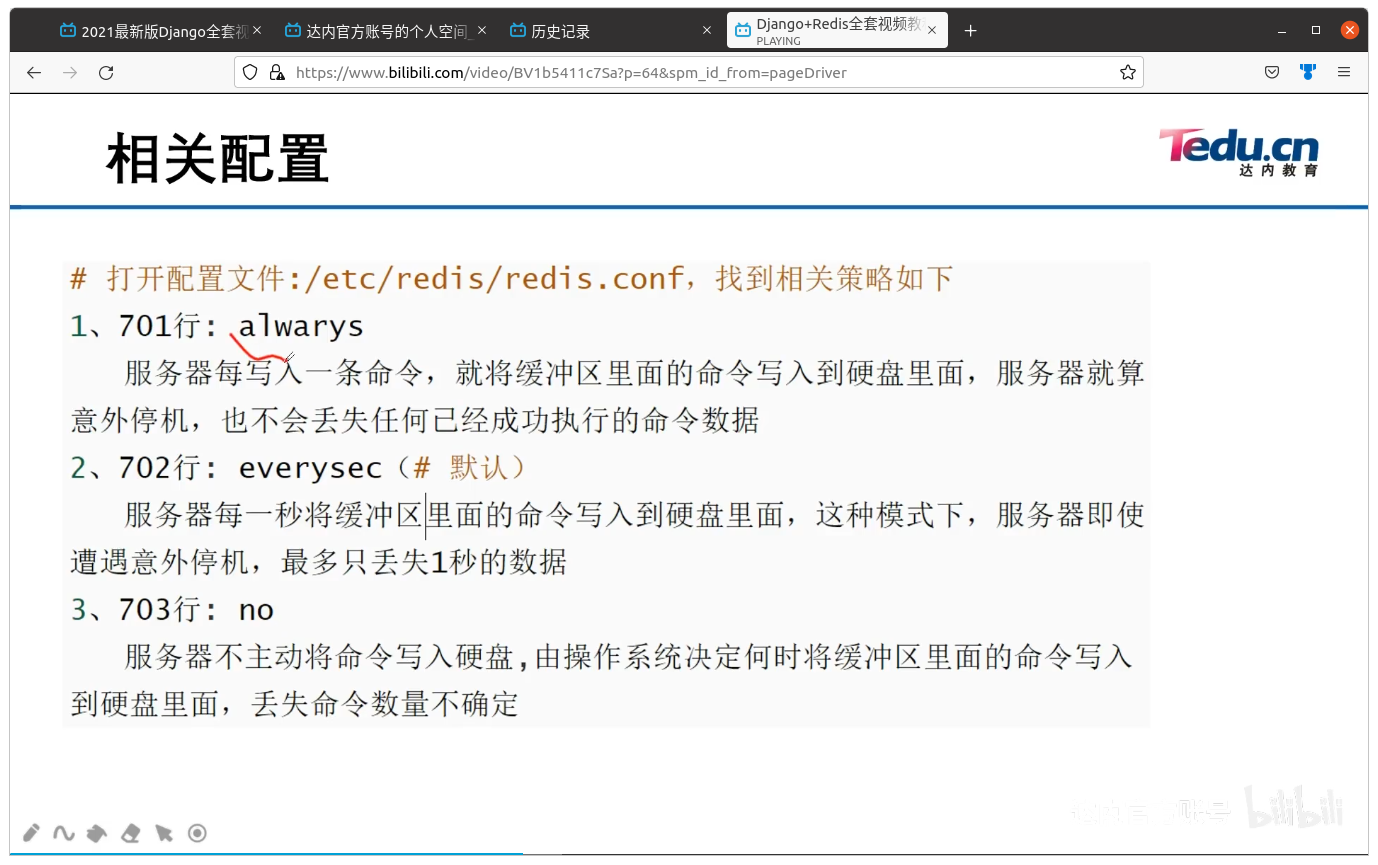 2021最新版Django全套视
达内官方账号的个人空间_
历史记录
Django+Redis全套视频教
PLAYING
https://www.bilibili.com/video/BV1b5411c7Sa?p=64&spm_id_from=pageDriver
相关配置
Tedu.cn
达内教育
# 打开配置文件:/etc/redis/redis.conf，找到相关策略如下
1、701行: alwarys
服务器每写入一条命令，就将缓冲区里面的命令写入到硬盘里面，服务器就算
意外停机，也不会丢失任何已经成功执行的命令数据
2、702行: everysec（# 默认）
服务器每一秒将缓冲区里面的命令写入到硬盘里面，这种模式下，服务器即使
遭遇意外停机，最多只丢失1秒的数据
3、703行: no
服务器不主动将命令写入硬盘,由操作系统决定何时将缓冲区里面的命令写入
到硬盘里面，丢失命令数量不确定
bilibili